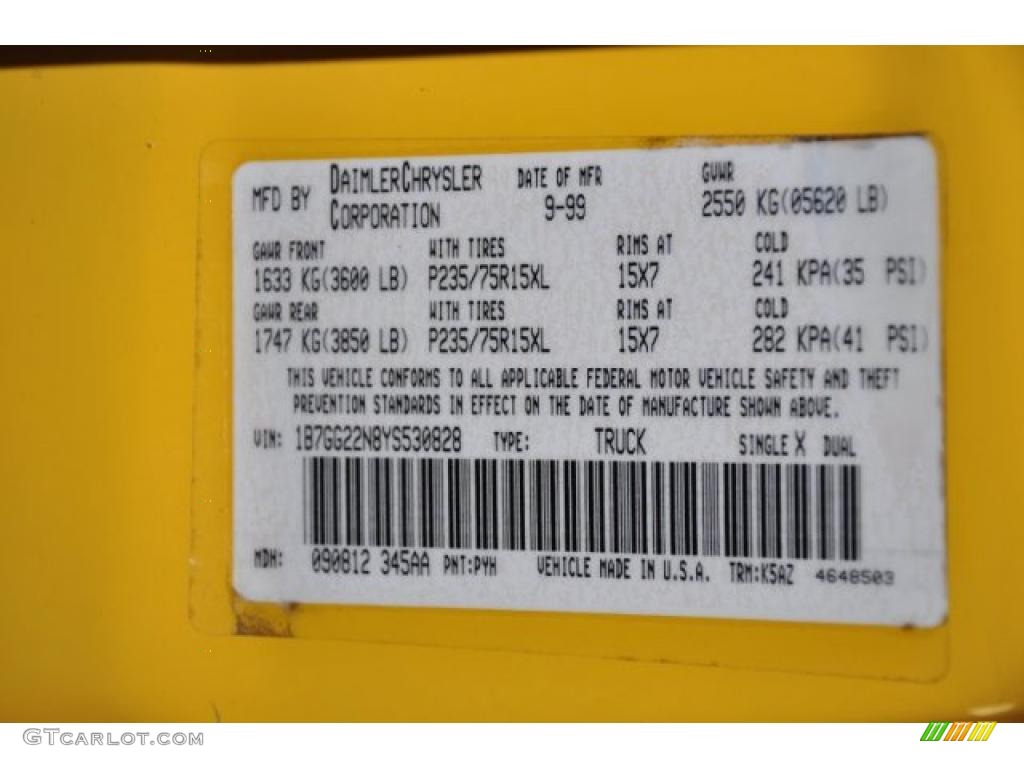 MFD BY DAIMLERCHRYSLER CORPORATION DATE OF MFR 9-99 GVWR 2550 KG(05620 LB)
GAWR FRONT WITH TIRES RIMS AT COLD
1633 KG(3600 LB) P235/75R15XL 15X7 241 KPA(35 PSI)
GAWR REAR WITH TIRES RIMS AT COLD
1747 KG(3850 LB) P235/75R15XL 15X7 282 KPA(41 PSI)
THIS VEHICLE CONFORMS TO ALL APPLICABLE FEDERAL MOTOR VEHICLE SAFETY AND THEFT
PREVENTION STANDARDS IN EFFECT ON THE DATE OF MANUFACTURE SHOWN ABOVE.
VIN: 1B7GG22N8YS530828 TYPE: TRUCK SINGLE X DUAL
MDH: 090812 345AA PNT:PYH VEHICLE MADE IN U.S.A. TRM:K5AZ 4648503
GTCARLOT.COM